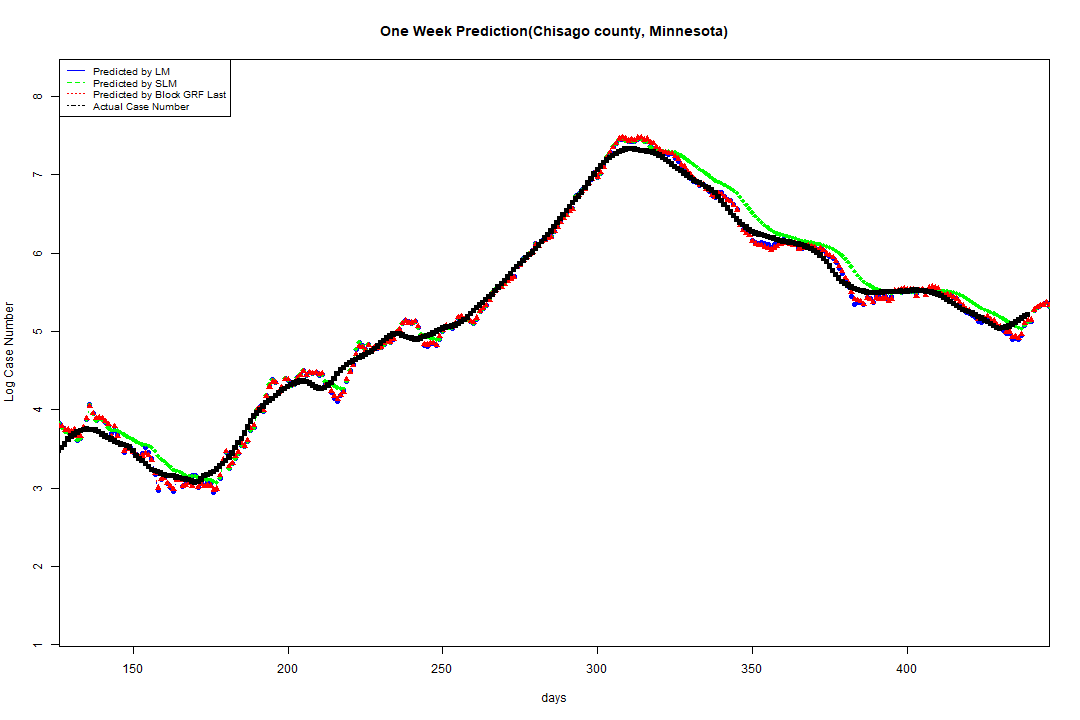 One Week Prediction(Chisago county, Minnesota)
Predicted by LM
Predicted by SLM
Predicted by Block GRF Last
Actual Case Number
8
7
6
5
4
3
2
1
Log Case Number
150 200 250 300 350 400
days